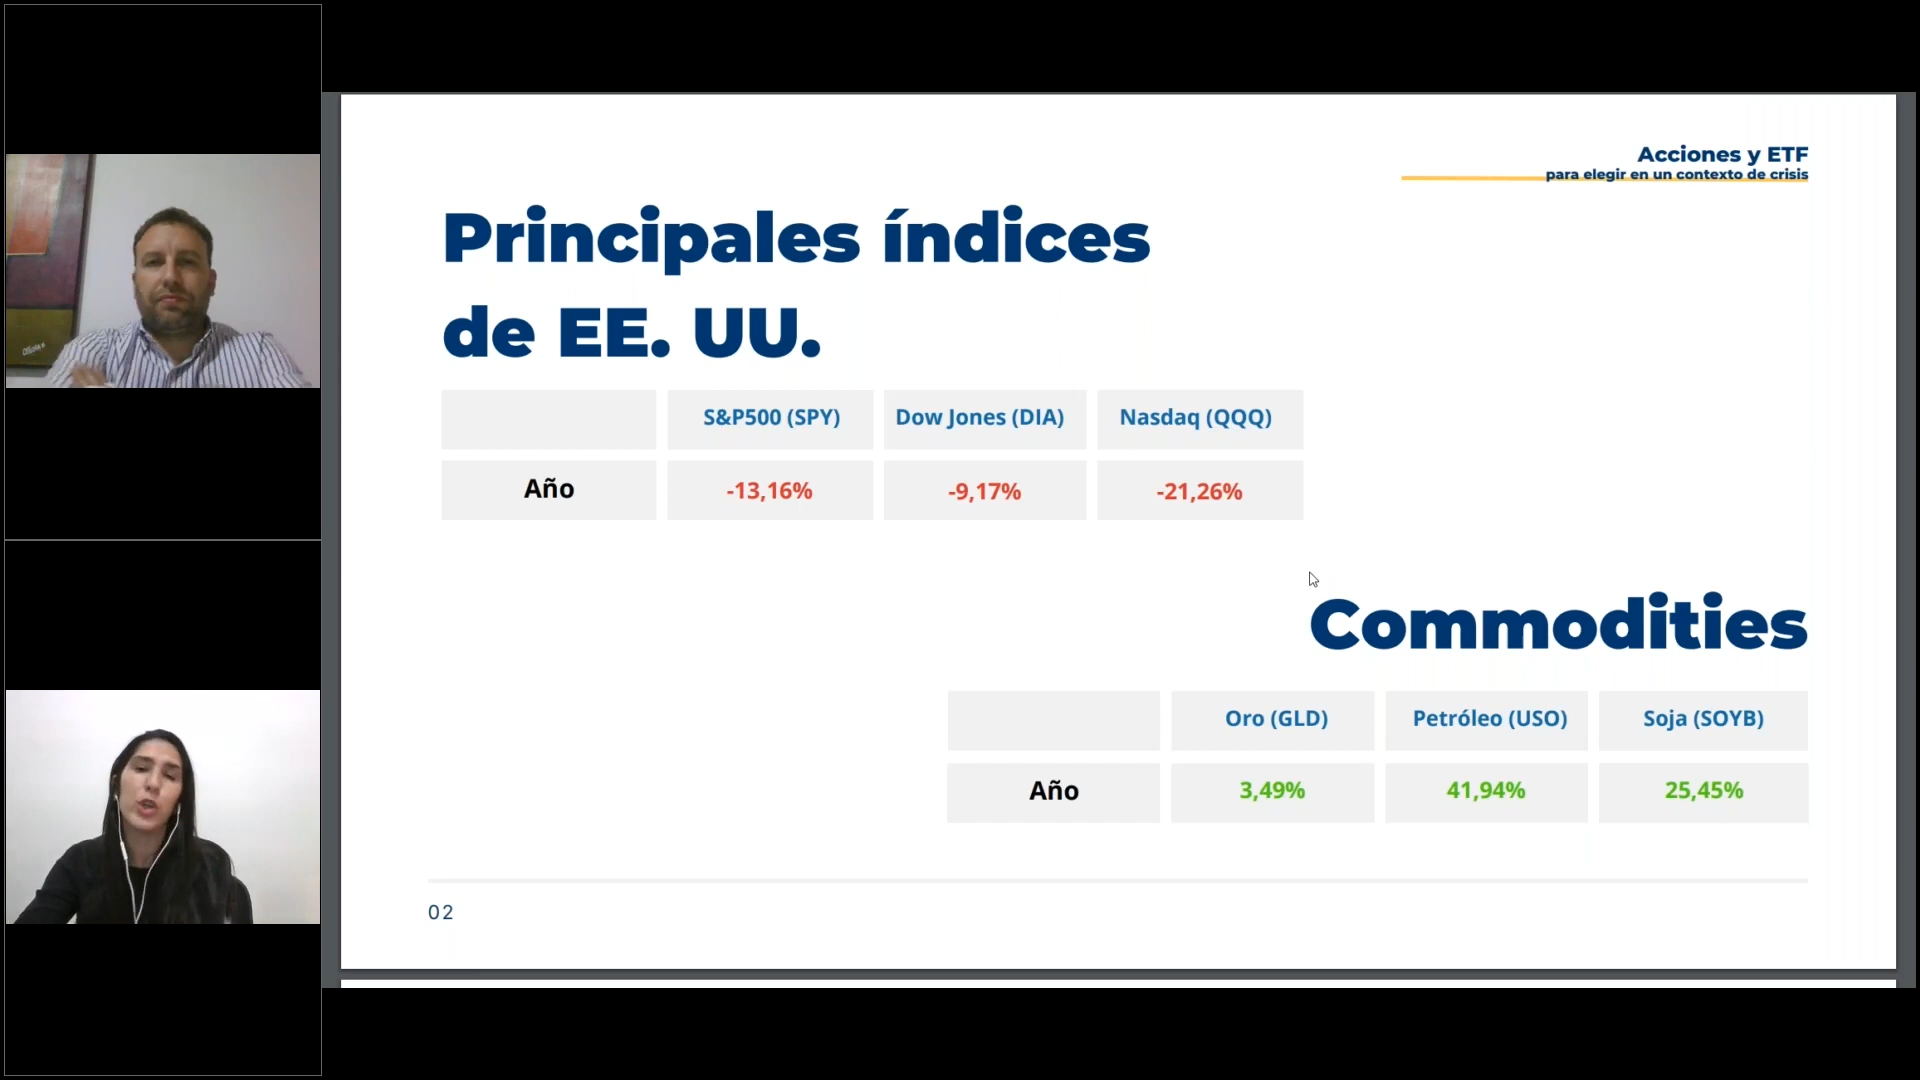 Acciones y ETF
para elegir en un contexto de crisis
Principales índices
de EE. UU.
S&P500 (SPY) Dow Jones (DIA) Nasdaq (QQQ)
Año -13,16% -9,17% -21,26%
Commodities
Oro (GLD) Petróleo (USO) Soja (SOYB)
Año 3,49% 41,94% 25,45%
02